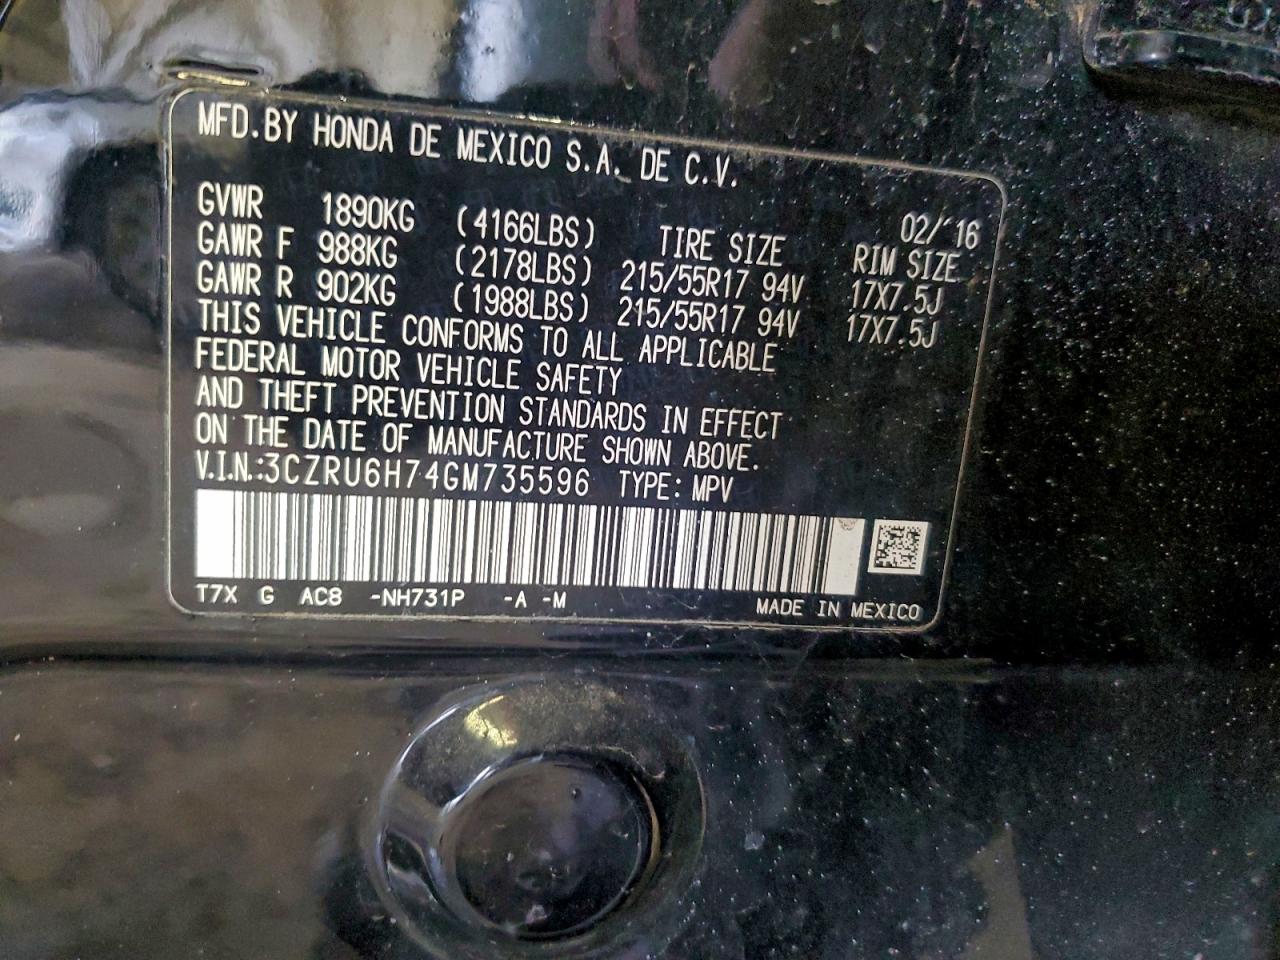 MFD.BY HONDA DE MEXICO S.A. DE C.V.
02/'16
GVWR 1890KG (4166LBS) TIRE SIZE RIM SIZE
GAWR F 988KG (2178LBS) 215/55R17 94V 17X7.5J
GAWR R 902KG (1988LBS) 215/55R17 94V 17X7.5J
THIS VEHICLE CONFORMS TO ALL APPLICABLE
FEDERAL MOTOR VEHICLE SAFETY
AND THEFT PREVENTION STANDARDS IN EFFECT
ON THE DATE OF MANUFACTURE SHOWN ABOVE.
V.I.N.:3CZRU6H74GM735596 TYPE: MPV
T7X G AC8 -NH731P -A -M MADE IN MEXICO